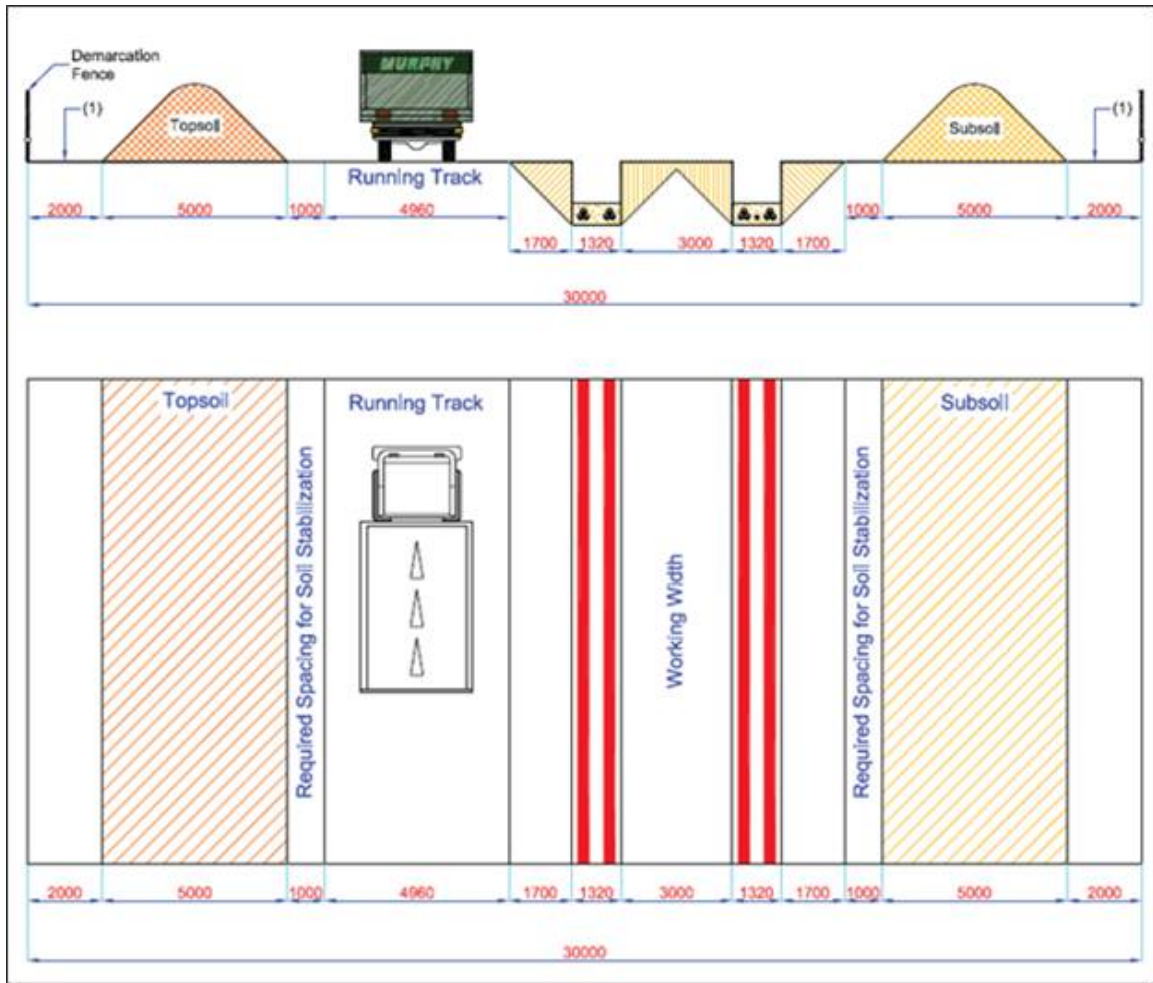 Demarcation
Fence
(1)
Topsoil
MURPHY
Subsoil
(1)
Running Track
2000 5000 1000 4960 1000 5000 2000
1700 1320 3000 1320 1700
30000
Topsoil
Running Track
Subsoil
Required Spacing for Soil Stabilization
Working Width
Required Spacing for Soil Stabilization
2000 5000 1000 4960 1700 1320 3000 1320 1700 1000 5000 2000
30000